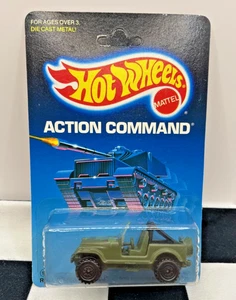 FOR AGES OVER 3.
DIE CAST METAL!
Hot Wheels
MATTEL
ACTION COMMAND